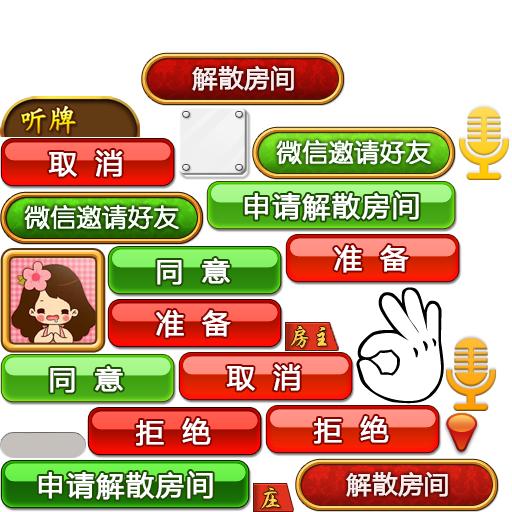 解散房间
听牌
取 消
微信邀请好友
微信邀请好友
申请解散房间
同 意
准 备
准 备
房主
同 意
取 消
拒 绝
拒 绝
申请解散房间
庄
解散房间